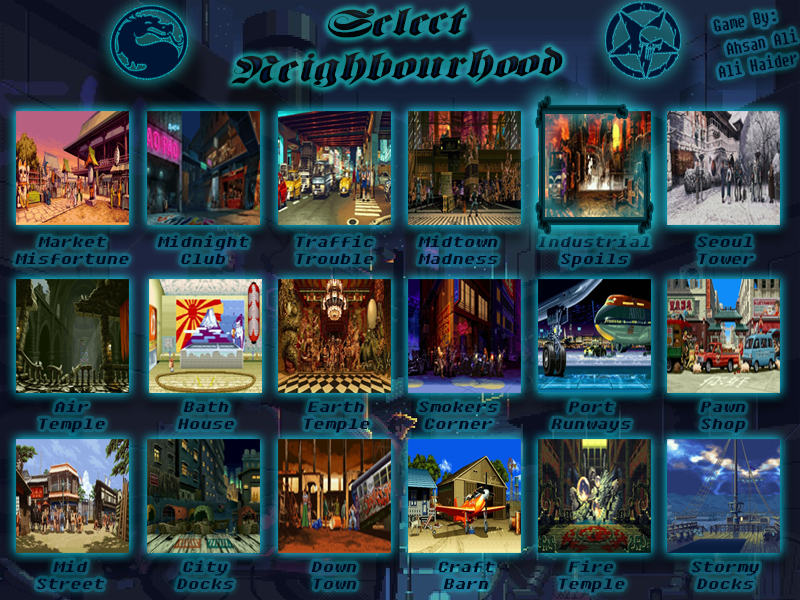 Select
Neighbourhood
Game By:
Ahsan Ali
Ali Haider
Market
Misfortune
Midnight
Club
Traffic
Trouble
Midtown
Madness
Industrial
Spoils
Seoul
Tower
Air
Temple
Bath
House
Earth
Temple
Smokers
Corner
Port
Runways
Pawn
Shop
Mid
Street
City
Docks
Down
Town
Craft
Barn
Fire
Temple
Stormy
Docks